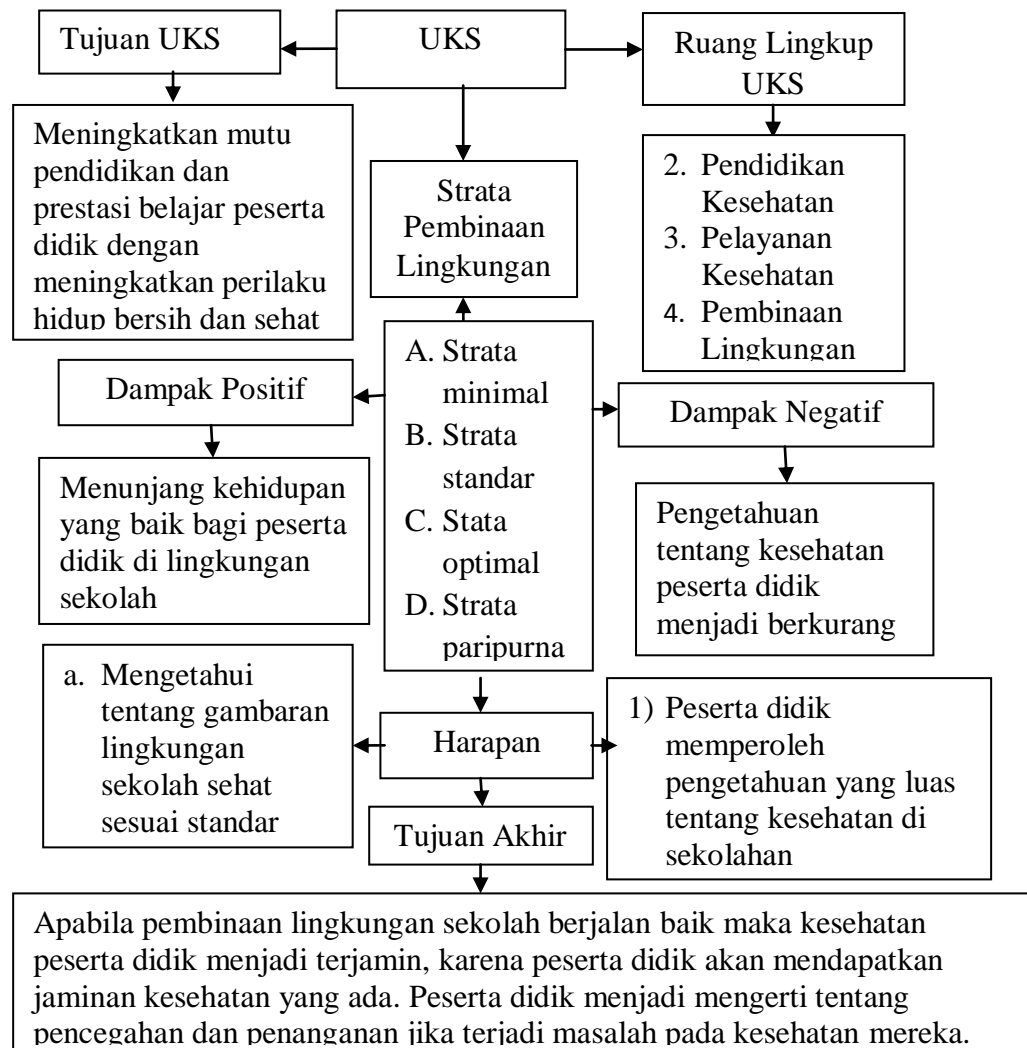 Tujuan UKS
UKS
Ruang Lingkup
UKS
Meningkatkan mutu
pendidikan dan
prestasi belajar peserta
didik dengan
meningkatkan perilaku
hidup bersih dan sehat
Strata
Pembinaan
Lingkungan
2. Pendidikan
Kesehatan
3. Pelayanan
Kesehatan
4. Pembinaan
Lingkungan
A. Strata
minimal
B. Strata
standar
C. Stata
optimal
D. Strata
paripurna
Dampak Positif
Dampak Negatif
Menunjang kehidupan
yang baik bagi peserta
didik di lingkungan
sekolah
Pengetahuan
tentang kesehatan
peserta didik
menjadi berkurang
a. Mengetahui
tentang gambaran
lingkungan
sekolah sehat
sesuai standar
Harapan
1) Peserta didik
memperoleh
pengetahuan yang luas
tentang kesehatan di
sekolahan
Tujuan Akhir
Apabila pembinaan lingkungan sekolah berjalan baik maka kesehatan
peserta didik menjadi terjamin, karena peserta didik akan mendapatkan
jaminan kesehatan yang ada. Peserta didik menjadi mengerti tentang
pencegahan dan penanganan jika terjadi masalah pada kesehatan mereka.